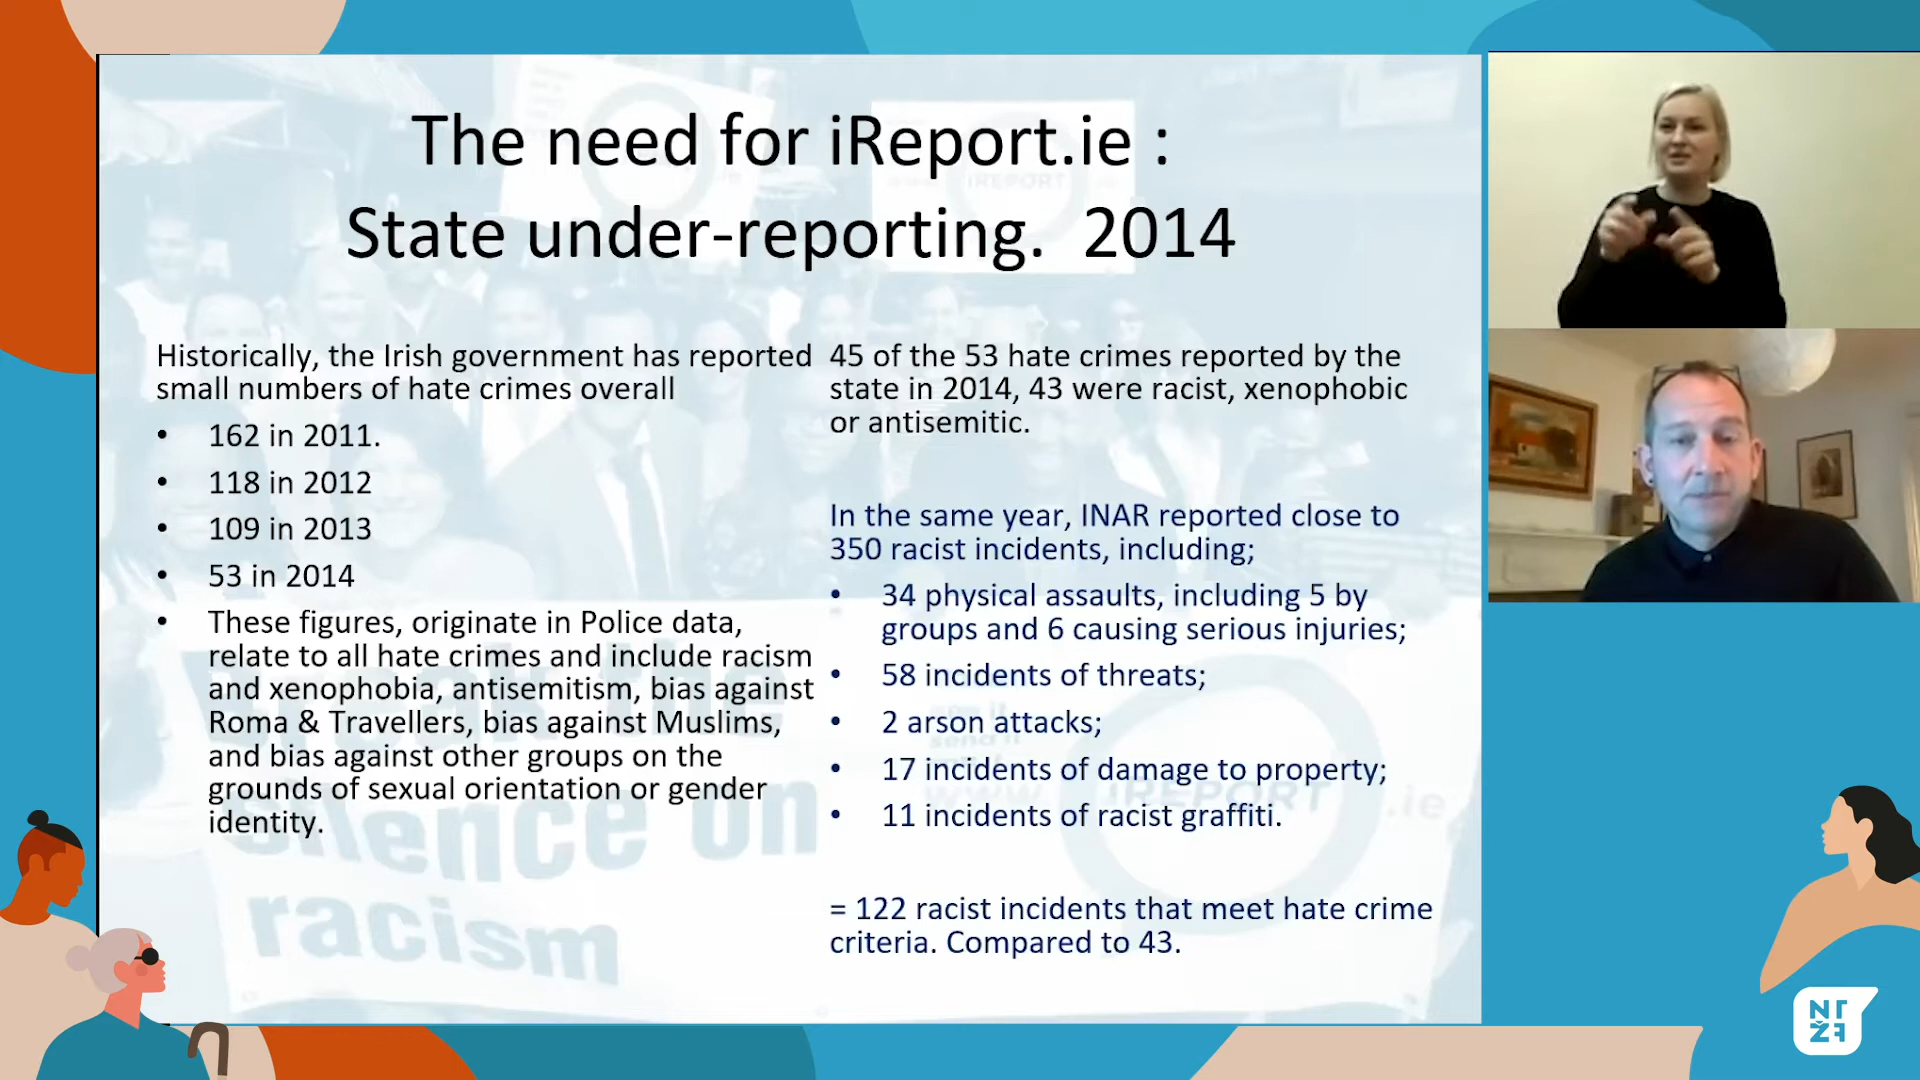 The need for iReport.ie :
State under-reporting.  2014
Historically, the Irish government has reported
small numbers of hate crimes overall
• 162 in 2011.
• 118 in 2012
• 109 in 2013
• 53 in 2014
• These figures, originate in Police data,
relate to all hate crimes and include racism
and xenophobia, antisemitism, bias against
Roma & Travellers, bias against Muslims,
and bias against other groups on the
grounds of sexual orientation or gender
identity.
45 of the 53 hate crimes reported by the
state in 2014, 43 were racist, xenophobic
or antisemitic.
In the same year, INAR reported close to
350 racist incidents, including;
• 34 physical assaults, including 5 by
groups and 6 causing serious injuries;
• 58 incidents of threats;
• 2 arson attacks;
• 17 incidents of damage to property;
• 11 incidents of racist graffiti.
= 122 racist incidents that meet hate crime
criteria. Compared to 43.
silence on
racism
iREPORT
.ie